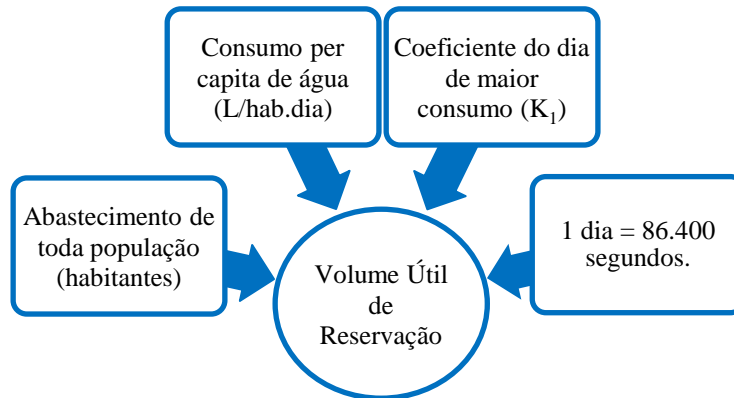 Consumo per
capita de água
(L/hab.dia)
Coeficiente do dia
de maior
consumo (K₁)
Abastecimento de
toda população
(habitantes)
1 dia = 86.400
segundos.
Volume Útil
de
Reservação